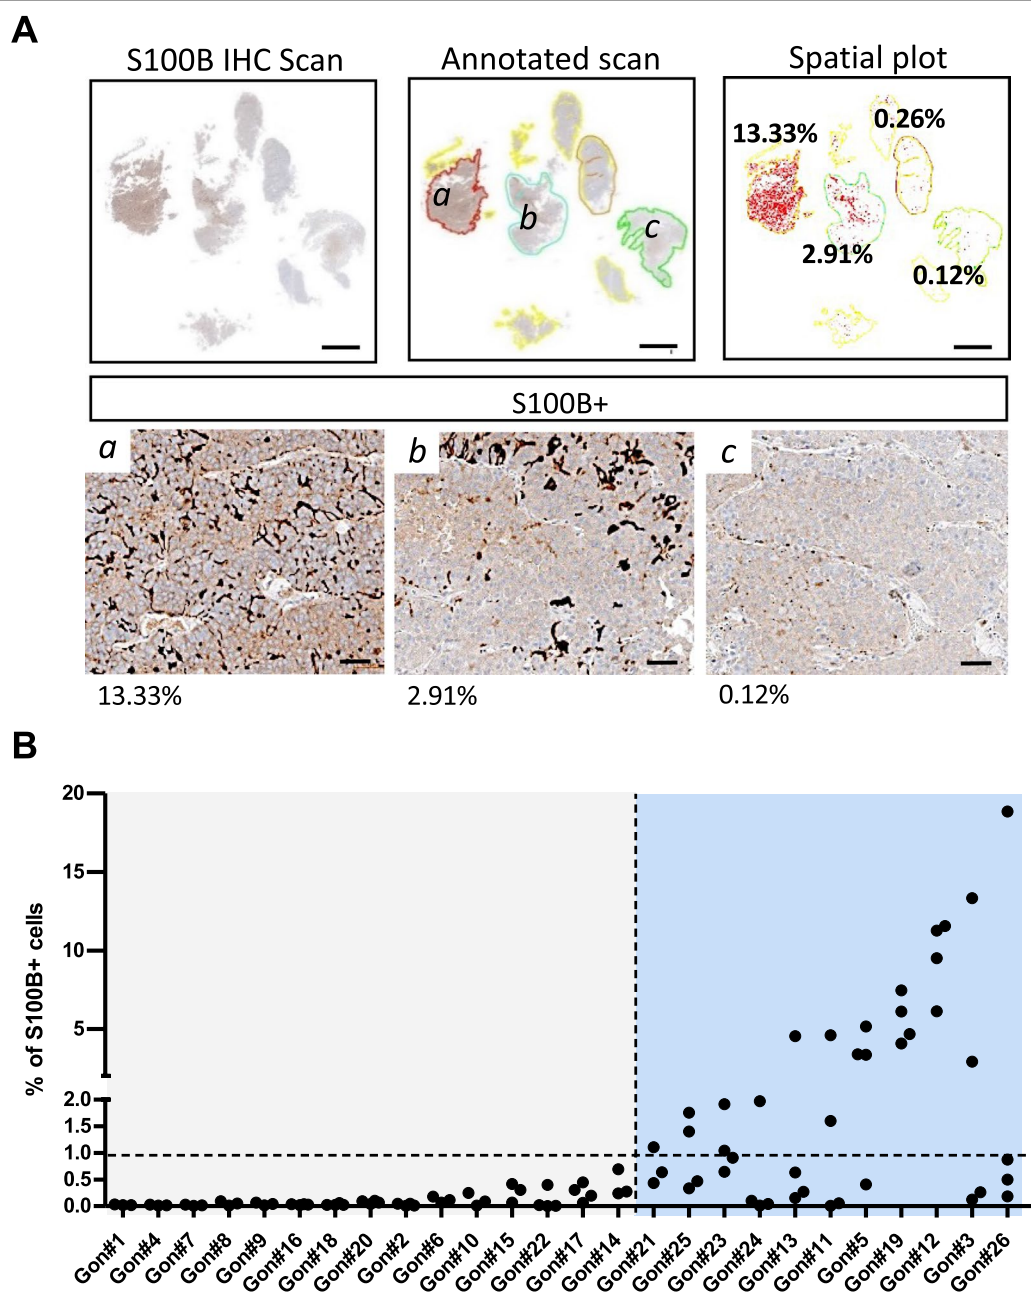 A
S100B IHC Scan
Annotated scan
Spatial plot
a
b
c
13.33%
0.26%
2.91%
0.12%
S100B+
a
b
c
13.33%
2.91%
0.12%
B
% of S100B+ cells
20
15
10
5
2.0
1.5
1.0
0.5
0.0
Gon#1
Gon#4
Gon#7
Gon#8
Gon#9
Gon#16
Gon#18
Gon#20
Gon#2
Gon#6
Gon#10
Gon#15
Gon#22
Gon#17
Gon#14
Gon#21
Gon#25
Gon#23
Gon#24
Gon#13
Gon#11
Gon#5
Gon#19
Gon#12
Gon#3
Gon#26